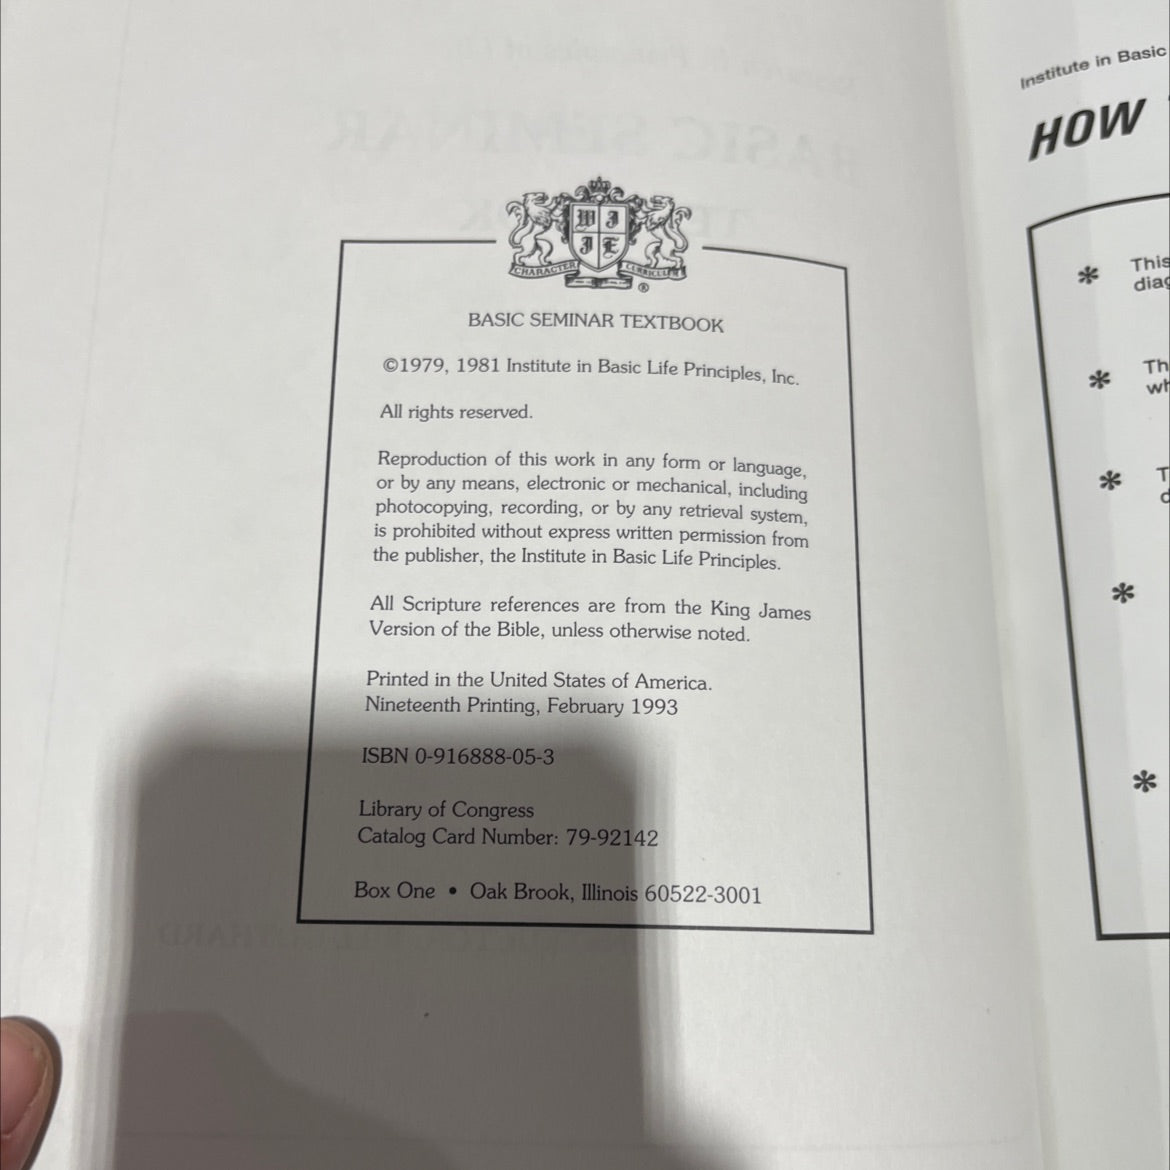 CHARACTER CURRICULUM
BASIC SEMINAR TEXTBOOK
©1979, 1981 Institute in Basic Life Principles, Inc.
All rights reserved.
Reproduction of this work in any form or language,
or by any means, electronic or mechanical, including
photocopying, recording, or by any retrieval system,
is prohibited without express written permission from
the publisher, the Institute in Basic Life Principles.
All Scripture references are from the King James
Version of the Bible, unless otherwise noted.
Printed in the United States of America.
Nineteenth Printing, February 1993
ISBN 0-916888-05-3
Library of Congress
Catalog Card Number: 79-92142
Box One • Oak Brook, Illinois 60522-3001
Institute in Basic
HOW
* This
diag
* Th
wh
* T
d
*
*